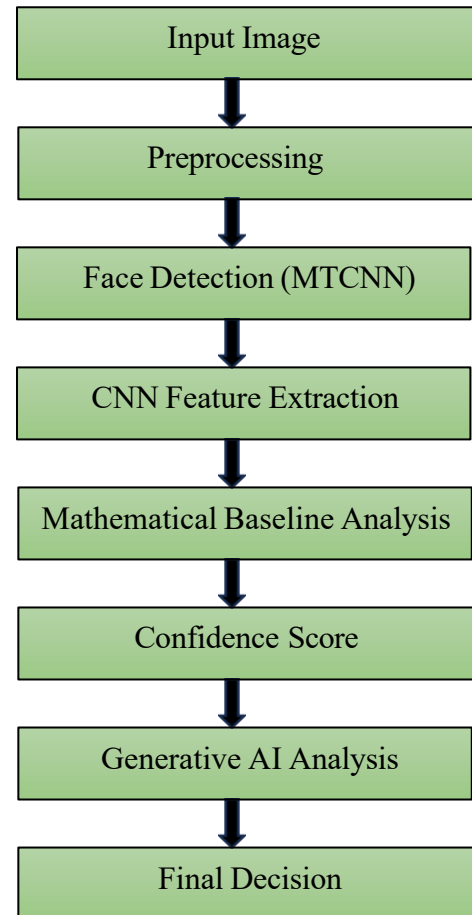 Input Image
Preprocessing
Face Detection (MTCNN)
CNN Feature Extraction
Mathematical Baseline Analysis
Confidence Score
Generative AI Analysis
Final Decision